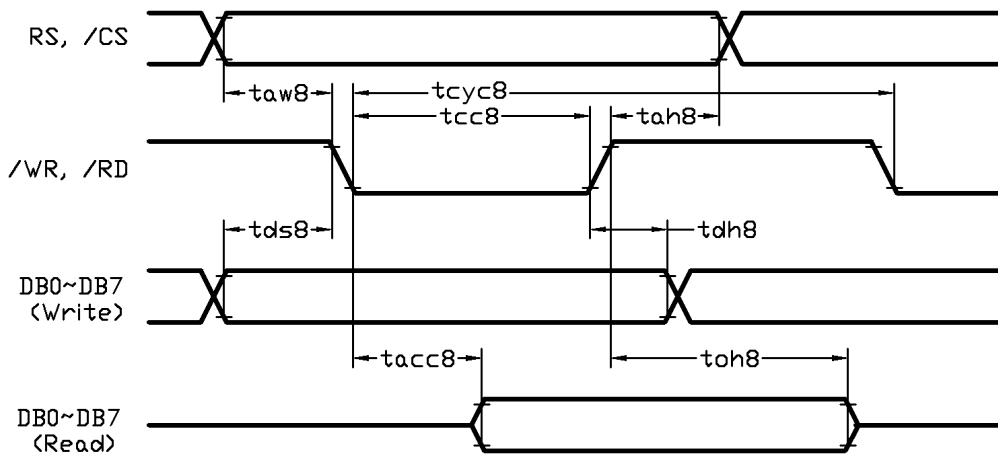 RS, /CS
taw8
tcyc8
tcc8
tah8
/WR, /RD
tds8
tdh8
DB0~DB7
(Write)
tacc8
toh8
DB0~DB7
(Read)